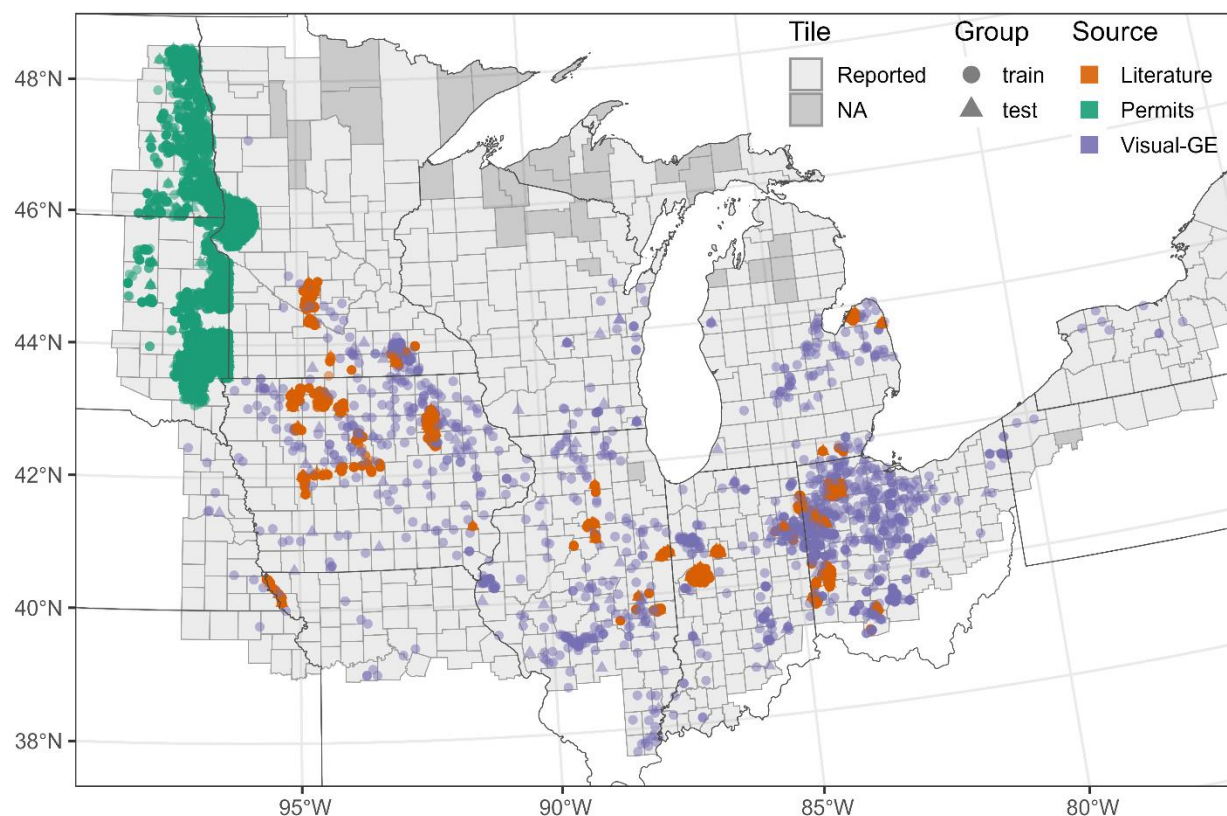 Tile Group Source
Reported train Literature
NA test Permits
Visual-GE
48°N
46°N
44°N
42°N
40°N
38°N
95°W 90°W 85°W 80°W